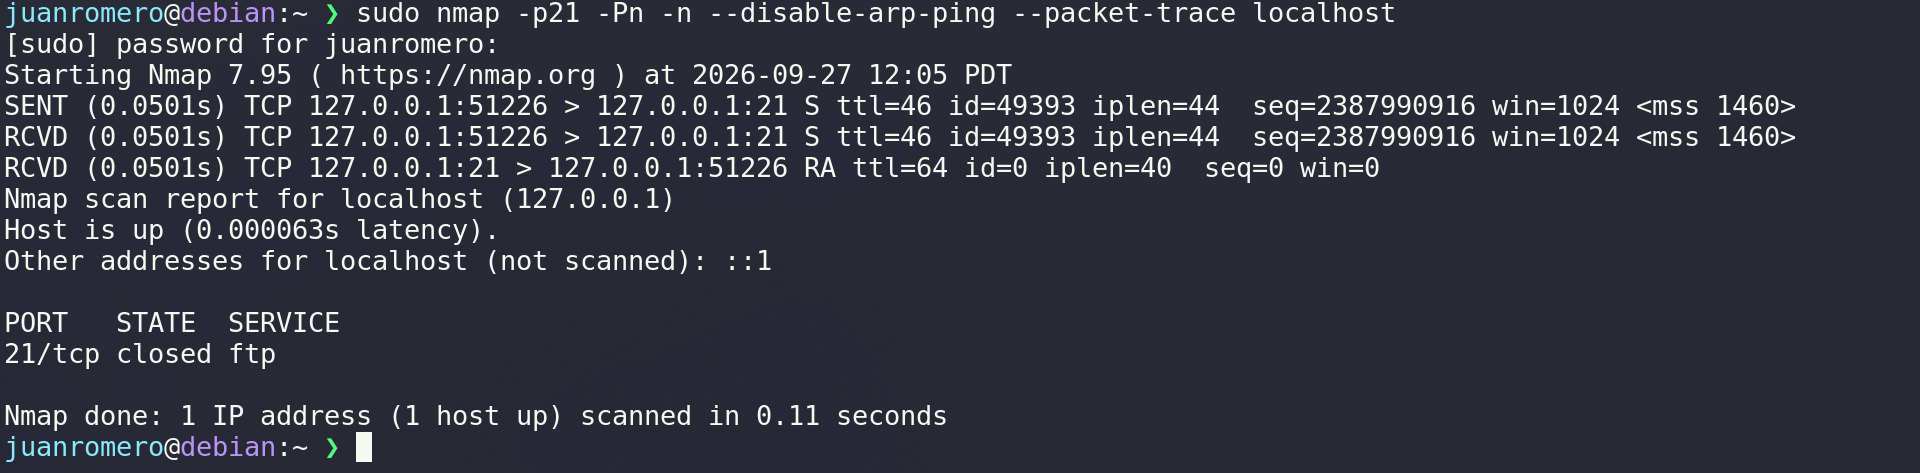 juanromero@debian:~ ❯ sudo nmap -p21 -Pn -n --disable-arp-ping --packet-trace localhost
[sudo] password for juanromero:
Starting Nmap 7.95 ( https://nmap.org ) at 2026-09-27 12:05 PDT
SENT (0.0501s) TCP 127.0.0.1:51226 > 127.0.0.1:21 S ttl=46 id=49393 iplen=44  seq=2387990916 win=1024 <mss 1460>
RCVD (0.0501s) TCP 127.0.0.1:51226 > 127.0.0.1:21 S ttl=46 id=49393 iplen=44  seq=2387990916 win=1024 <mss 1460>
RCVD (0.0501s) TCP 127.0.0.1:21 > 127.0.0.1:51226 RA ttl=64 id=0 iplen=40  seq=0 win=0
Nmap scan report for localhost (127.0.0.1)
Host is up (0.000063s latency).
Other addresses for localhost (not scanned): ::1

PORT   STATE  SERVICE
21/tcp closed ftp

Nmap done: 1 IP address (1 host up) scanned in 0.11 seconds
juanromero@debian:~ ❯